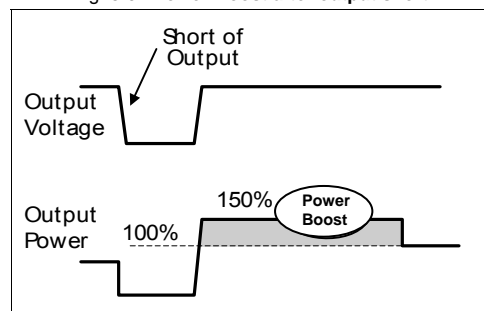 Short of
Output
Output
Voltage
150%
Power
Boost
Output
Power
100%